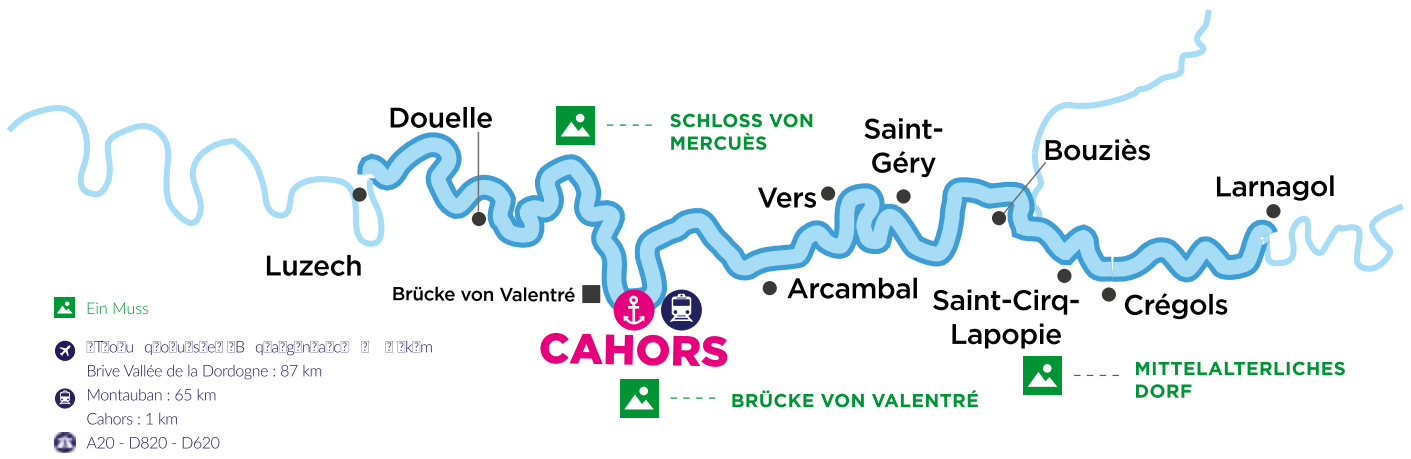 Douelle
SCHLOSS VON
MERCUÈS
Saint-
Géry
Bouziès
Vers
Larnagol
Luzech
Brücke von Valentré
Arcambal
Saint-Cirq-
Lapopie
Crégols
CAHORS
MITTELALTERLICHES
DORF
BRÜCKE VON VALENTRÉ
Ein Muss
Brive Vallée de la Dordogne : 87 km
Montauban : 65 km
Cahors : 1 km
A20 - D820 - D620